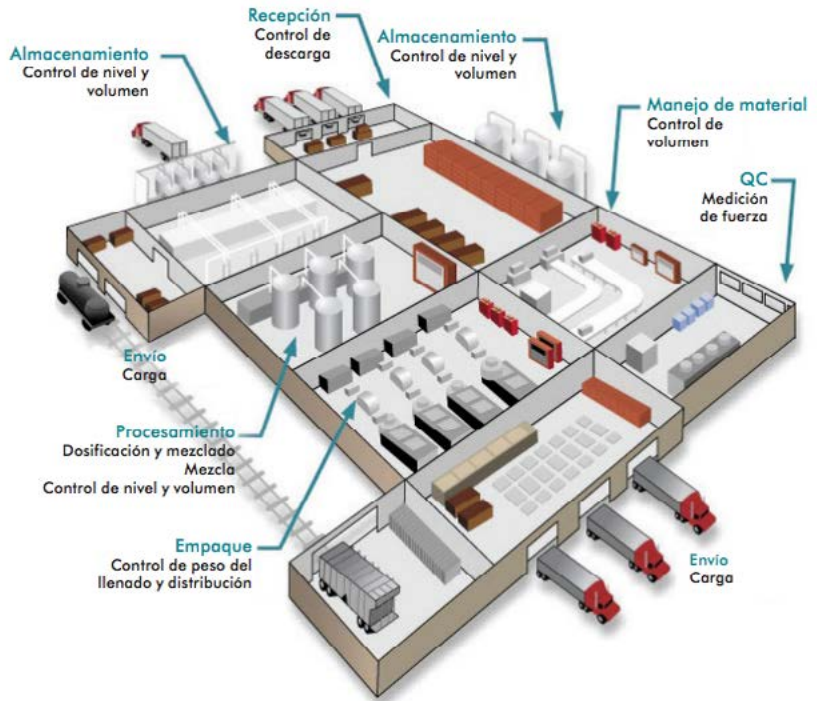 Recepción
Control de
descarga
Almacenamiento
Control de nivel y
volumen
Almacenamiento
Control de nivel y
volumen
Manejo de material
Control de
volumen
QC
Medición
de fuerza
Envío
Carga
Procesamiento
Dosificación y mezclado
Mezcla
Control de nivel y volumen
Empaque
Control de peso del
llenado y distribución
Envío
Carga